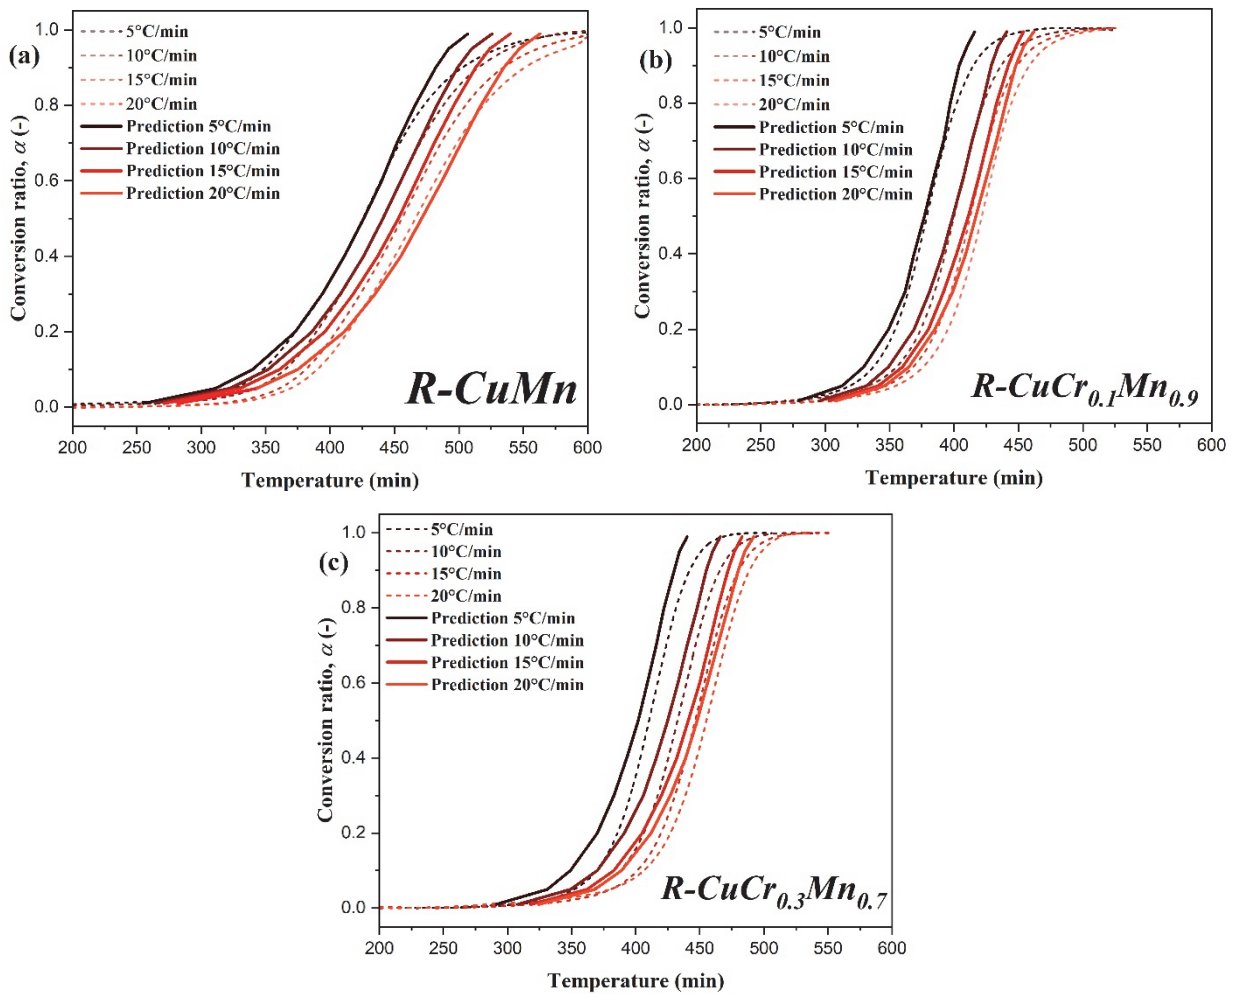 (a)
5°C/min
10°C/min
15°C/min
20°C/min
Prediction 5°C/min
Prediction 10°C/min
Prediction 15°C/min
Prediction 20°C/min
Conversion ratio, α (-)
1.0
0.8
0.6
0.4
0.2
0.0
R-CuMn
200 250 300 350 400 450 500 550 600
Temperature (min)
(b)
5°C/min
10°C/min
15°C/min
20°C/min
Prediction 5°C/min
Prediction 10°C/min
Prediction 15°C/min
Prediction 20°C/min
Conversion ratio, α (-)
1.0
0.8
0.6
0.4
0.2
0.0
R-CuCr0.1Mn0.9
200 250 300 350 400 450 500 550 600
Temperature (min)
(c)
5°C/min
10°C/min
15°C/min
20°C/min
Prediction 5°C/min
Prediction 10°C/min
Prediction 15°C/min
Prediction 20°C/min
Conversion ratio, α (-)
1.0
0.8
0.6
0.4
0.2
0.0
R-CuCr0.3Mn0.7
200 250 300 350 400 450 500 550 600
Temperature (min)